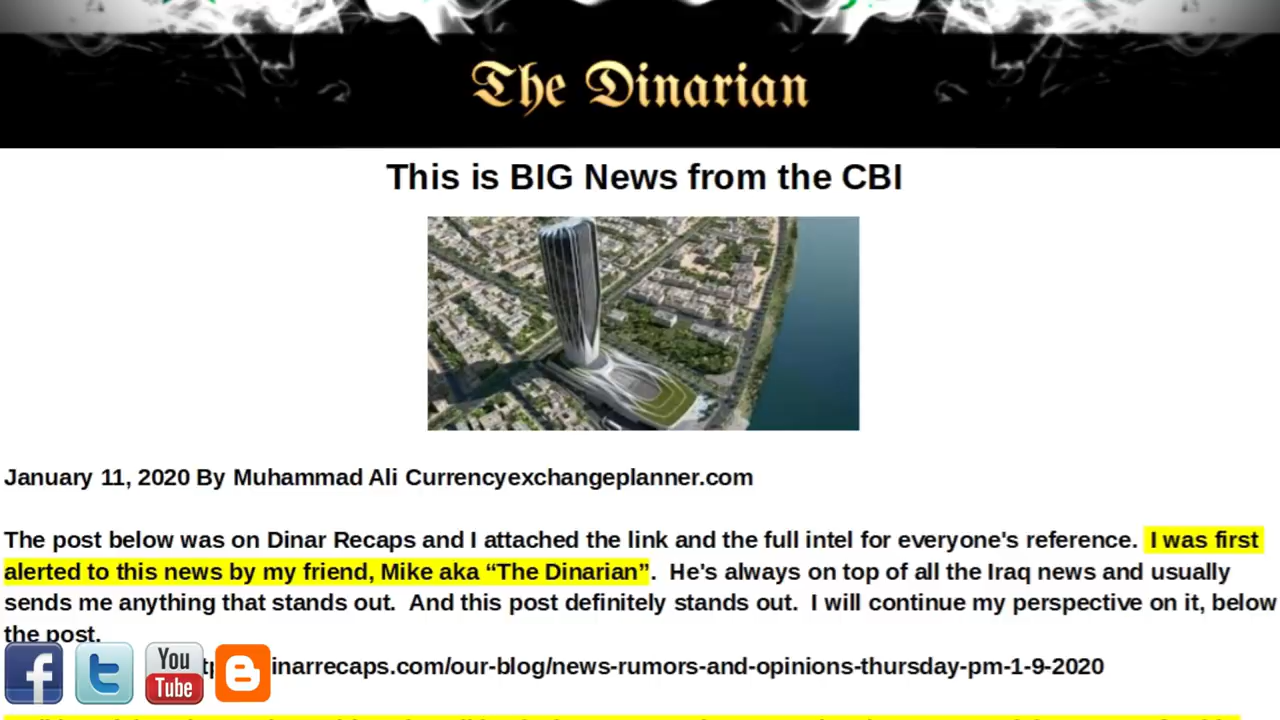 The Dinarian
This is BIG News from the CBI
January 11, 2020 By Muhammad Ali Currencyexchangeplanner.com
The post below was on Dinar Recaps and I attached the link and the full intel for everyone's reference. I was first
alerted to this news by my friend, Mike aka “The Dinarian”. He's always on top of all the Iraq news and usually
sends me anything that stands out. And this post definitely stands out. I will continue my perspective on it, below
the post.
inarrecaps.com/our-blog/news-rumors-and-opinions-thursday-pm-1-9-2020
You
Tube